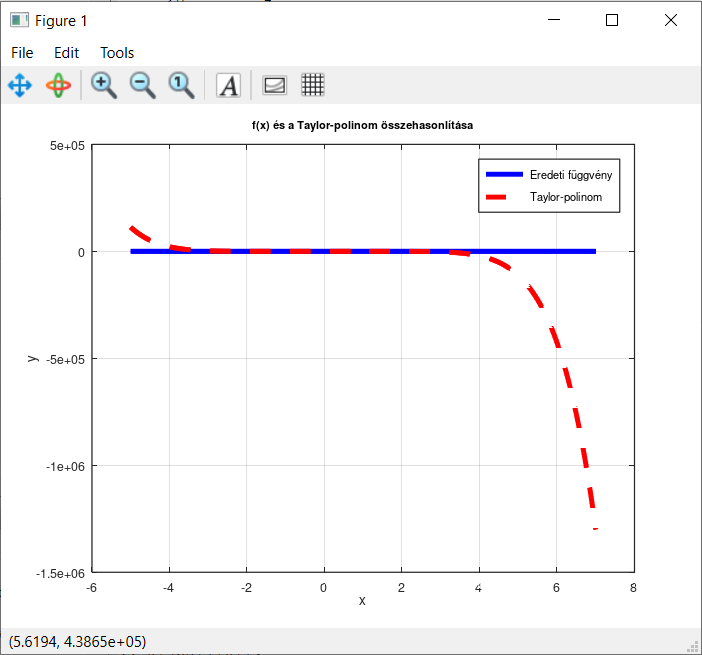 Figure 1
File Edit Tools
A
f(x) és a Taylor-polinom összehasonlítása
5e+05
0
-5e+05
-1e+06
-1.5e+06
y
Eredeti függvény
Taylor-polinom
-6 -4 -2 0 2 4 6 8
x
(5.6194, 4.3865e+05)